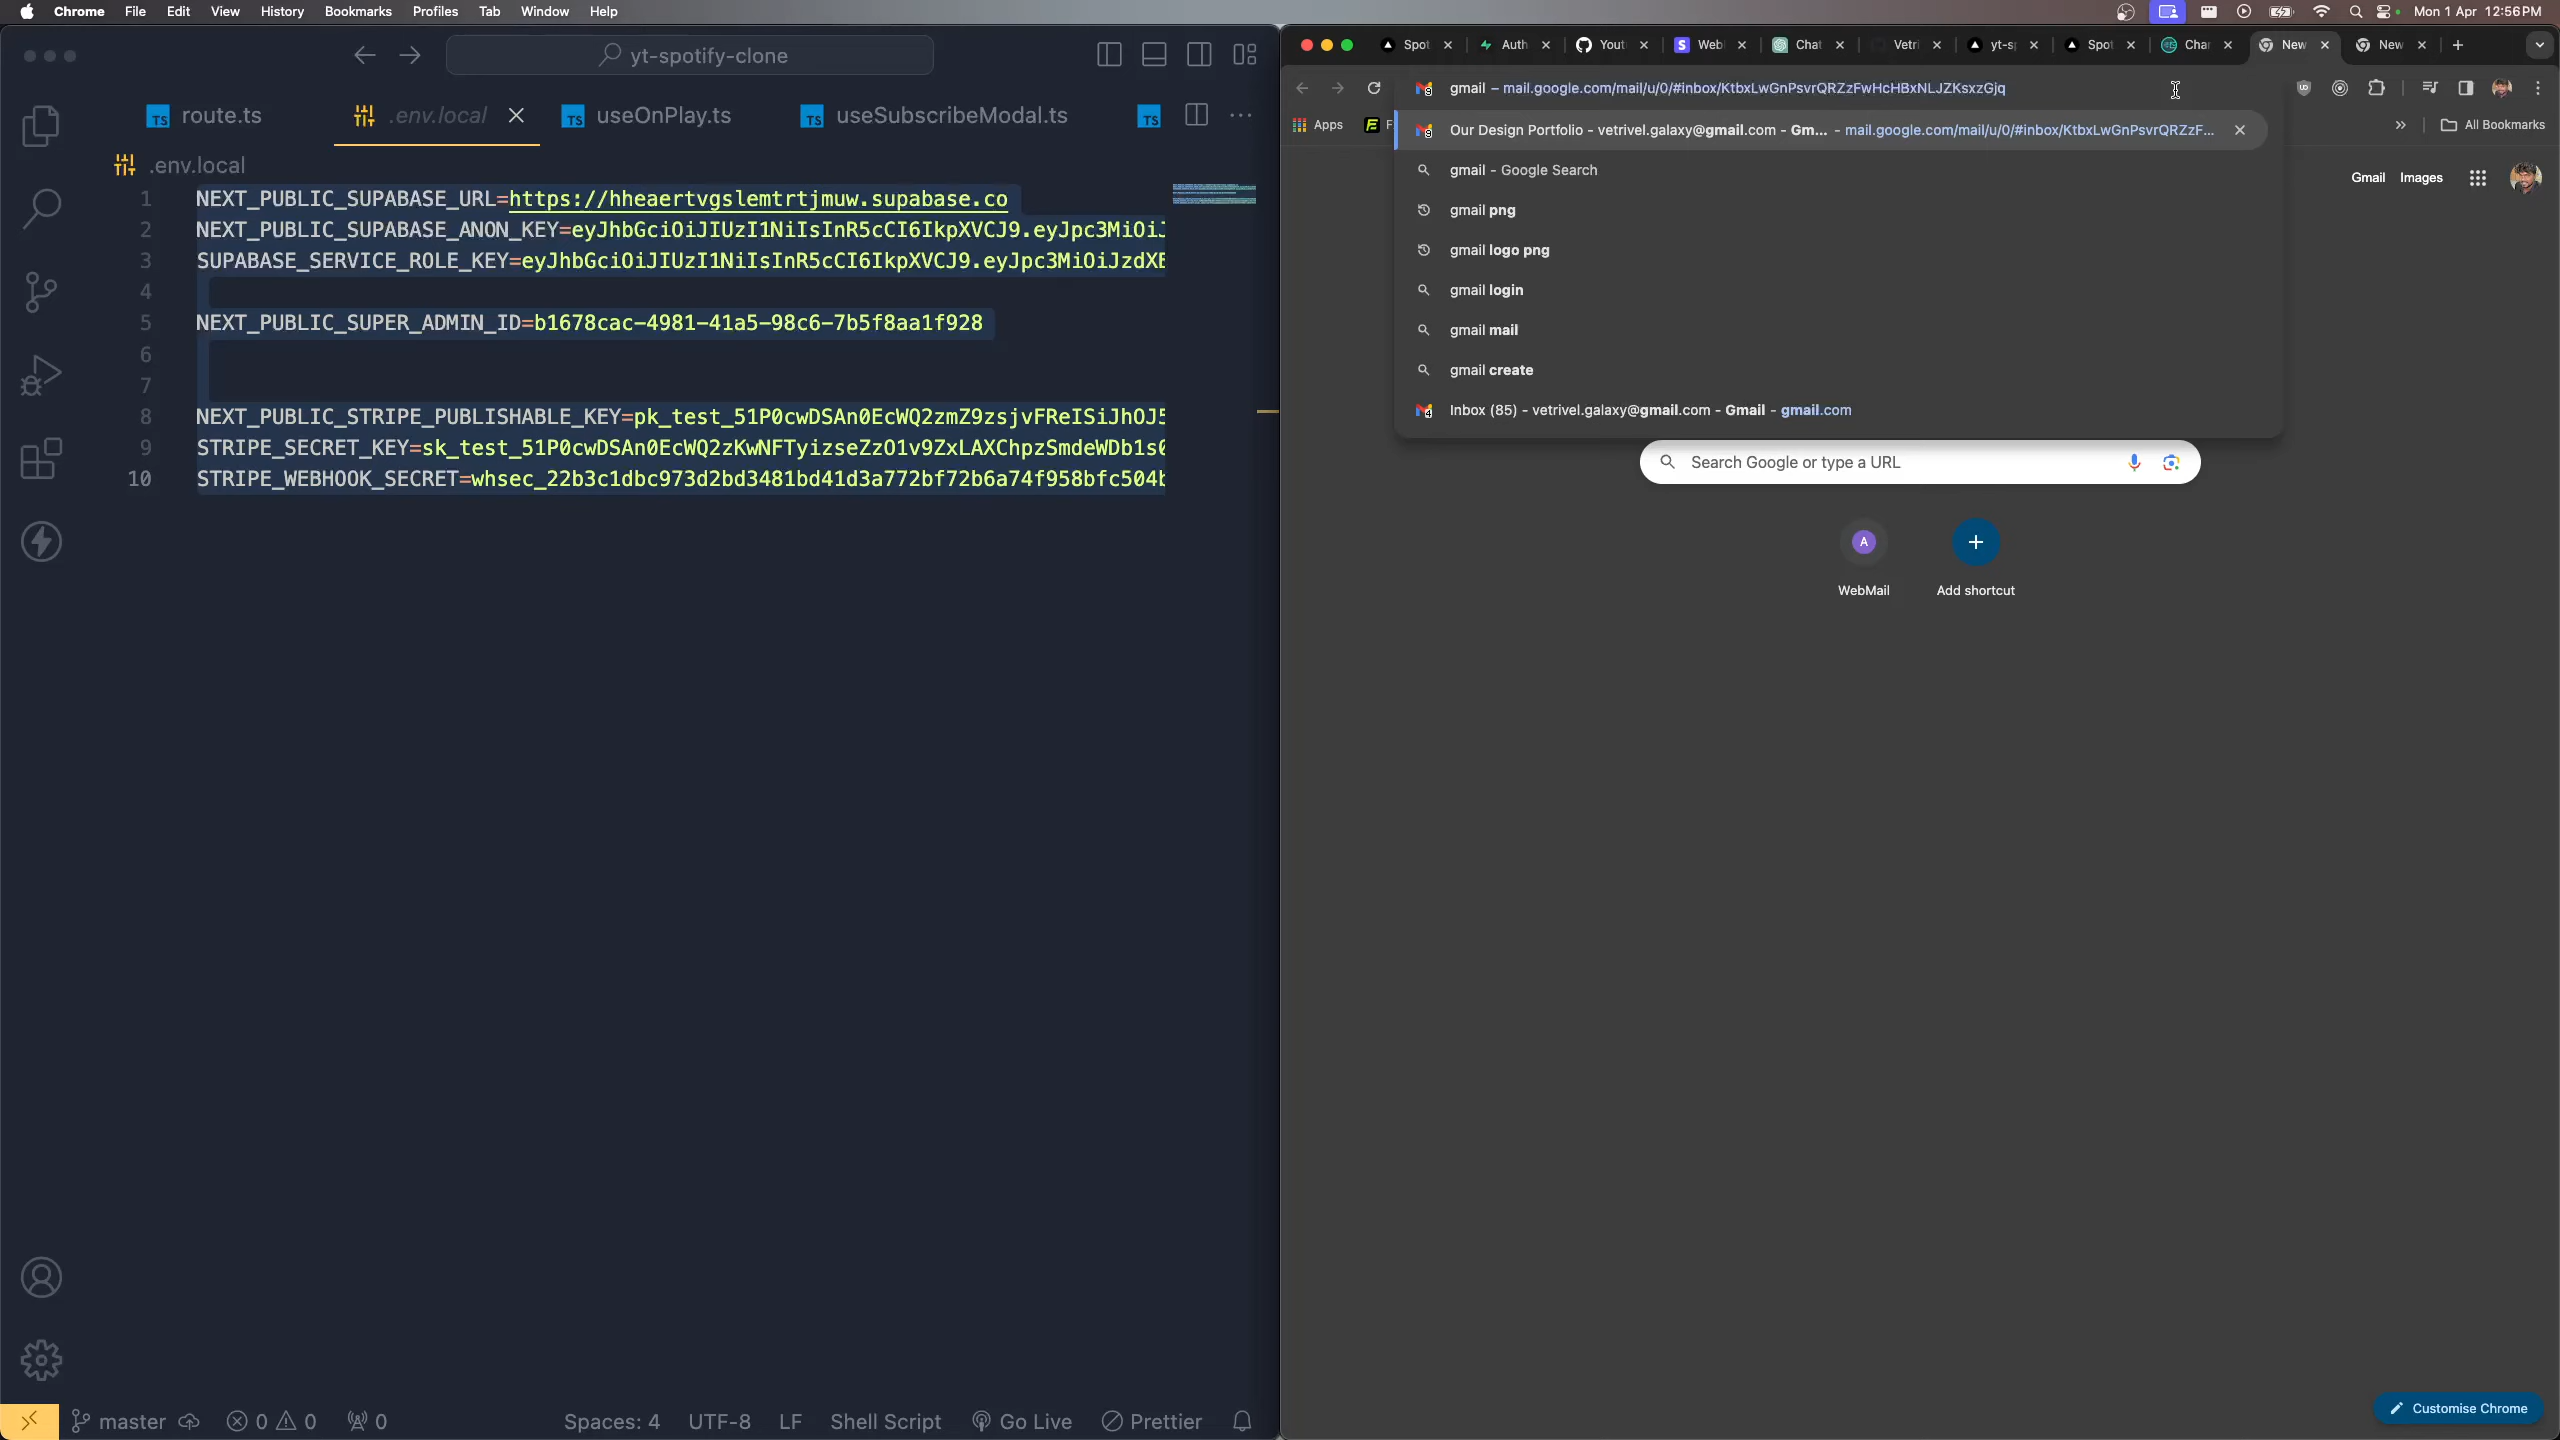 Chrome File Edit View History Bookmarks Profiles Tab Window Help
Mon 1 Apr 12:56 PM
yt-spotify-clone
route.ts
.env.local
useOnPlay.ts
useSubscribeModal.ts
.env.local
1 NEXT_PUBLIC_SUPABASE_URL=https://hheaertvgslemtrtjmuw.supabase.co
2 NEXT_PUBLIC_SUPABASE_ANON_KEY=eyJhbGciOiJIUzI1NiIsInR5cCI6IkpXVCJ9.eyJpc3MiOiJ
3 SUPABASE_SERVICE_ROLE_KEY=eyJhbGciOiJIUzI1NiIsInR5cCI6IkpXVCJ9.eyJpc3MiOiJzdXB
4
5 NEXT_PUBLIC_SUPER_ADMIN_ID=b1678cac-4981-41a5-98c6-7b5f8aa1f928
6
7
8 NEXT_PUBLIC_STRIPE_PUBLISHABLE_KEY=pk_test_51P0cwDSAn0EcWQ2zmZ9zsjvFReISiJhOJ5
9 STRIPE_SECRET_KEY=sk_test_51P0cwDSAn0EcWQ2zKwNFTyizseZzO1v9ZxLAXChpzSmdeWDb1s0
10 STRIPE_WEBHOOK_SECRET=whsec_22b3c1dbc973d2bd3481bd41d3a772bf72b6a74f958bfc504b
master 0 0 0
Spaces: 4 UTF-8 LF Shell Script Go Live Prettier
Spot Auth Yout Web Chat Vetri yt-s Spot Char New New
gmail – mail.google.com/mail/u/0/#inbox/KtbxLwGnPsvrQRZzFwHcHBxNLJZKsxzGjq
Apps
All Bookmarks
Our Design Portfolio - vetrivel.galaxy@gmail.com - Gm... - mail.google.com/mail/u/0/#inbox/KtbxLwGnPsvrQRZzF...
gmail - Google Search
gmail png
gmail logo png
gmail login
gmail mail
gmail create
Inbox (85) - vetrivel.galaxy@gmail.com - Gmail - gmail.com
Gmail Images
Search Google or type a URL
A
WebMail
Add shortcut
Customise Chrome